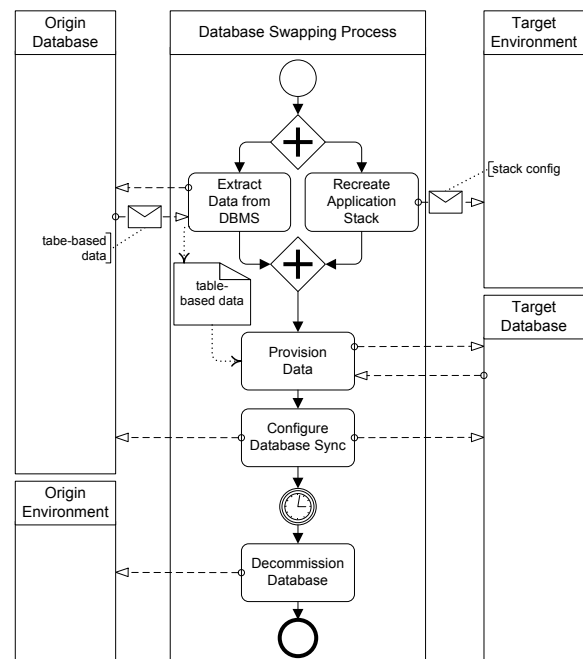 Origin
Database
Database Swapping Process
Target
Environment
Extract
Data from
DBMS
Recreate
Application
Stack
stack config
tabe-based
data
table-
based data
Target
Database
Provision
Data
Configure
Database Sync
Origin
Environment
Decommission
Database